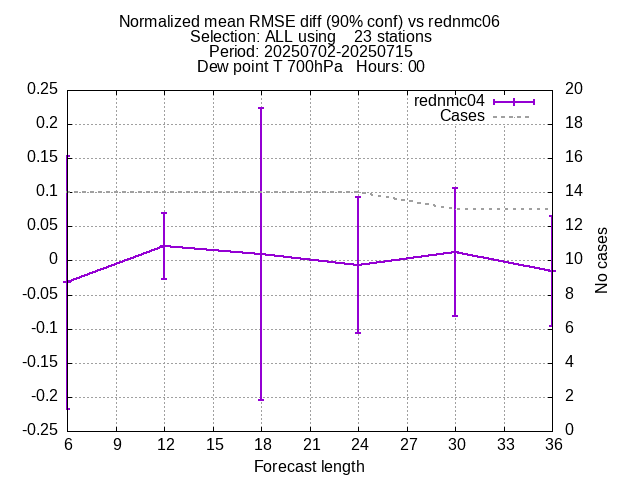 Normalized mean RMSE diff (90% conf) vs rednmc06
Selection: ALL using    23 stations
Period: 20250702-20250715
Dew point T 700hPa   Hours: 00
rednmc04
Cases
0.25
0.2
0.15
0.1
0.05
0
-0.05
-0.1
-0.15
-0.2
-0.25
20
18
16
14
12
10
8
6
4
2
0
No cases
6 9 12 15 18 21 24 27 30 33 36
Forecast length